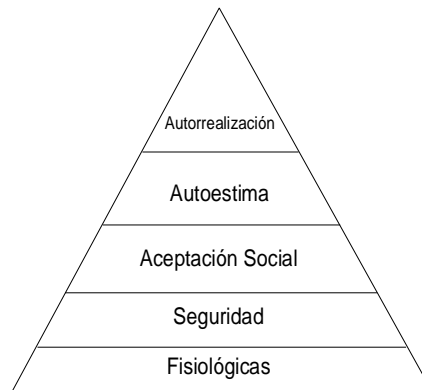 Autorrealización
Autoestima
Aceptación Social
Seguridad
Fisiológicas